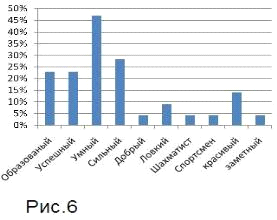 50%
45%
40%
35%
30%
25%
20%
15%
10%
5%
0%
Образованый
Успешный
Умный
Сильный
Добрый
Ловкий
Шахматист
Спортсмен
красивый
заметный
Рис.6